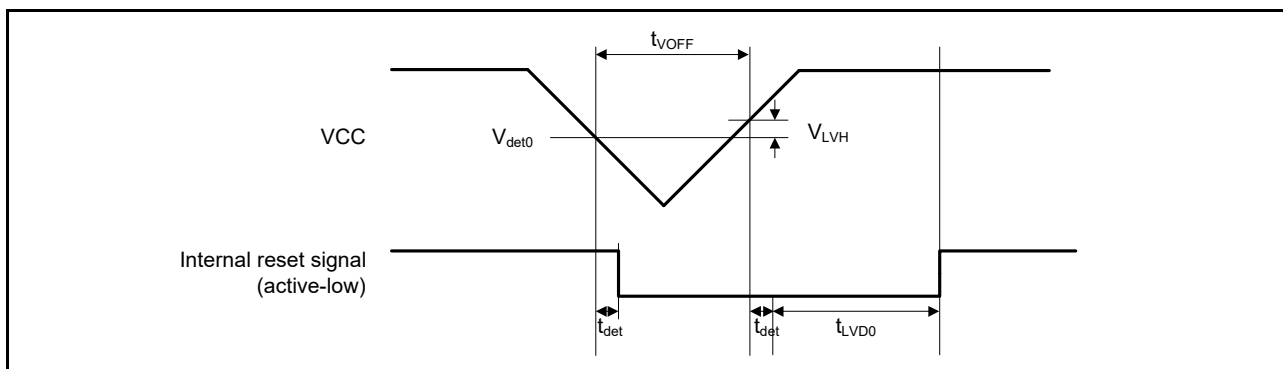 tVOFF
VCC
Vdet0
VLVH
Internal reset signal
(active-low)
tdet
tdet
tLVD0